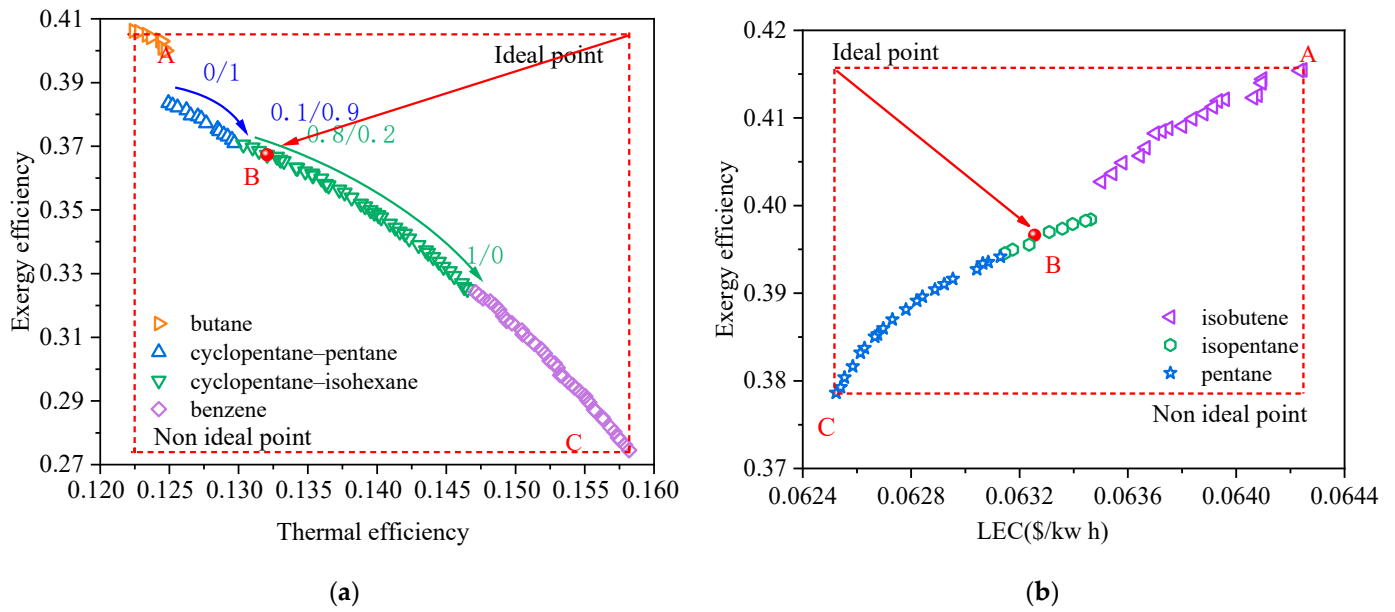 0.41
0.39
0.37
0.35
0.33
0.31
0.29
0.27
Exergy efficiency
A
Ideal point
0/1
0.1/0.9
0.8/0.2
B
1/0
butane
cyclopentane–pentane
cyclopentane–isohexane
benzene
Non ideal point
C
0.120 0.125 0.130 0.135 0.140 0.145 0.150 0.155 0.160
Thermal efficiency
(a)
0.42
0.41
0.40
0.39
0.38
0.37
Exergy efficiency
Ideal point
A
B
isobutene
isopentane
pentane
Non ideal point
C
0.0624 0.0628 0.0632 0.0636 0.0640 0.0644
LEC($/kw h)
(b)